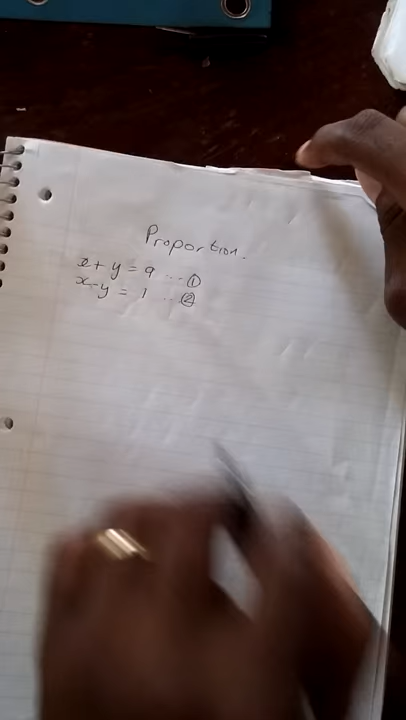 Proportion.
x + y = 9 ... ①
x - y = 1 ... ②